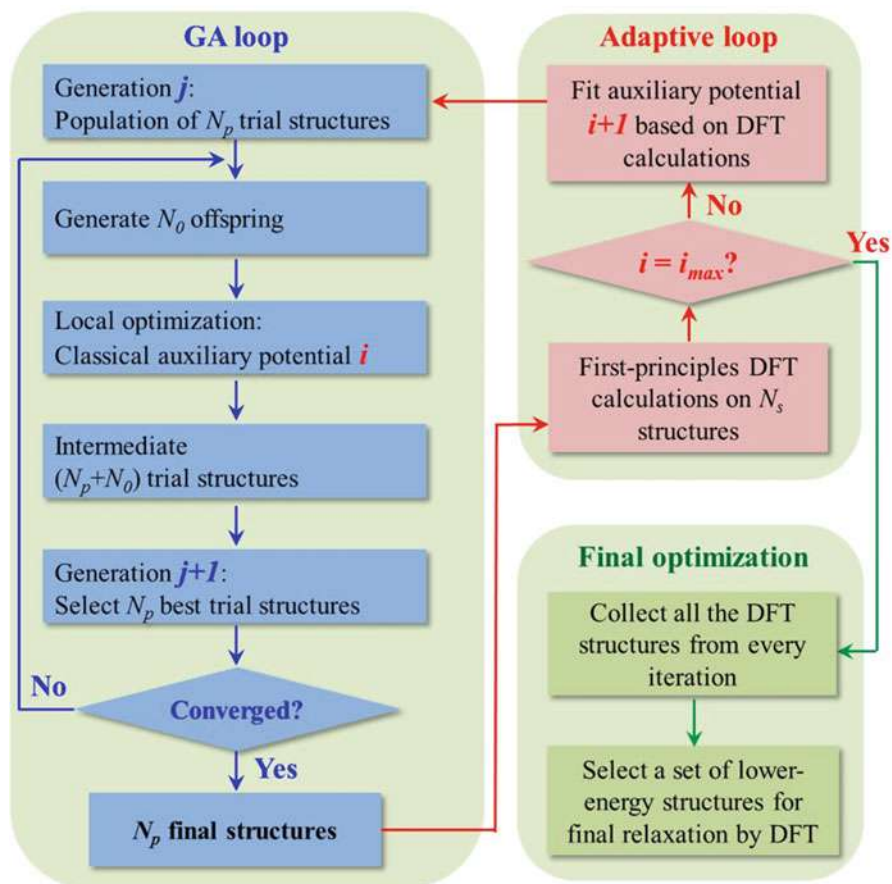 GA loop
Generation j:
Population of Np trial structures
Generate N0 offspring
Local optimization:
Classical auxiliary potential i
Intermediate
(Np+N0) trial structures
Generation j+1:
Select Np best trial structures
No
Converged?
Yes
Np final structures
Adaptive loop
Fit auxiliary potential
i+1 based on DFT
calculations
No
Yes
i = imax?
First-principles DFT
calculations on Ns
structures
Final optimization
Collect all the DFT
structures from every
iteration
Select a set of lower-
energy structures for
final relaxation by DFT